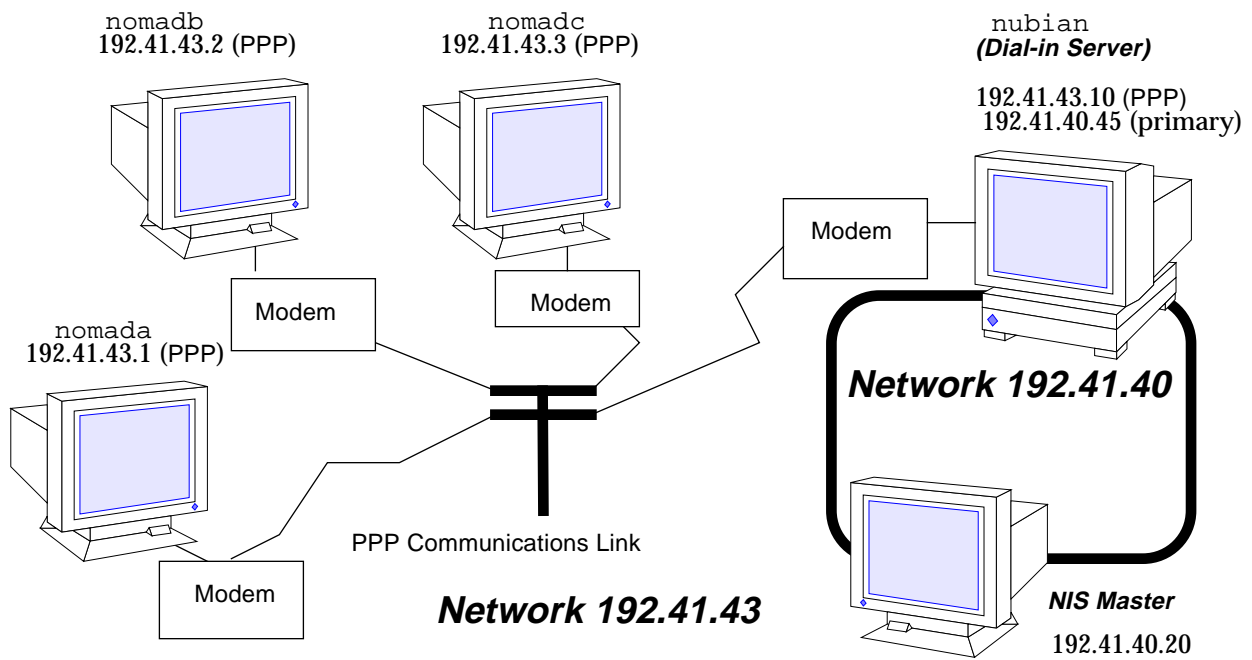 nomadb
192.41.43.2 (PPP)
nomadc
192.41.43.3 (PPP)
nubian
(Dial-in Server)
192.41.43.10 (PPP)
192.41.40.45 (primary)
Modem
Modem
Modem
nomada
192.41.43.1 (PPP)
Network 192.41.40
PPP Communications Link
Modem
Network 192.41.43
NIS Master
192.41.40.20